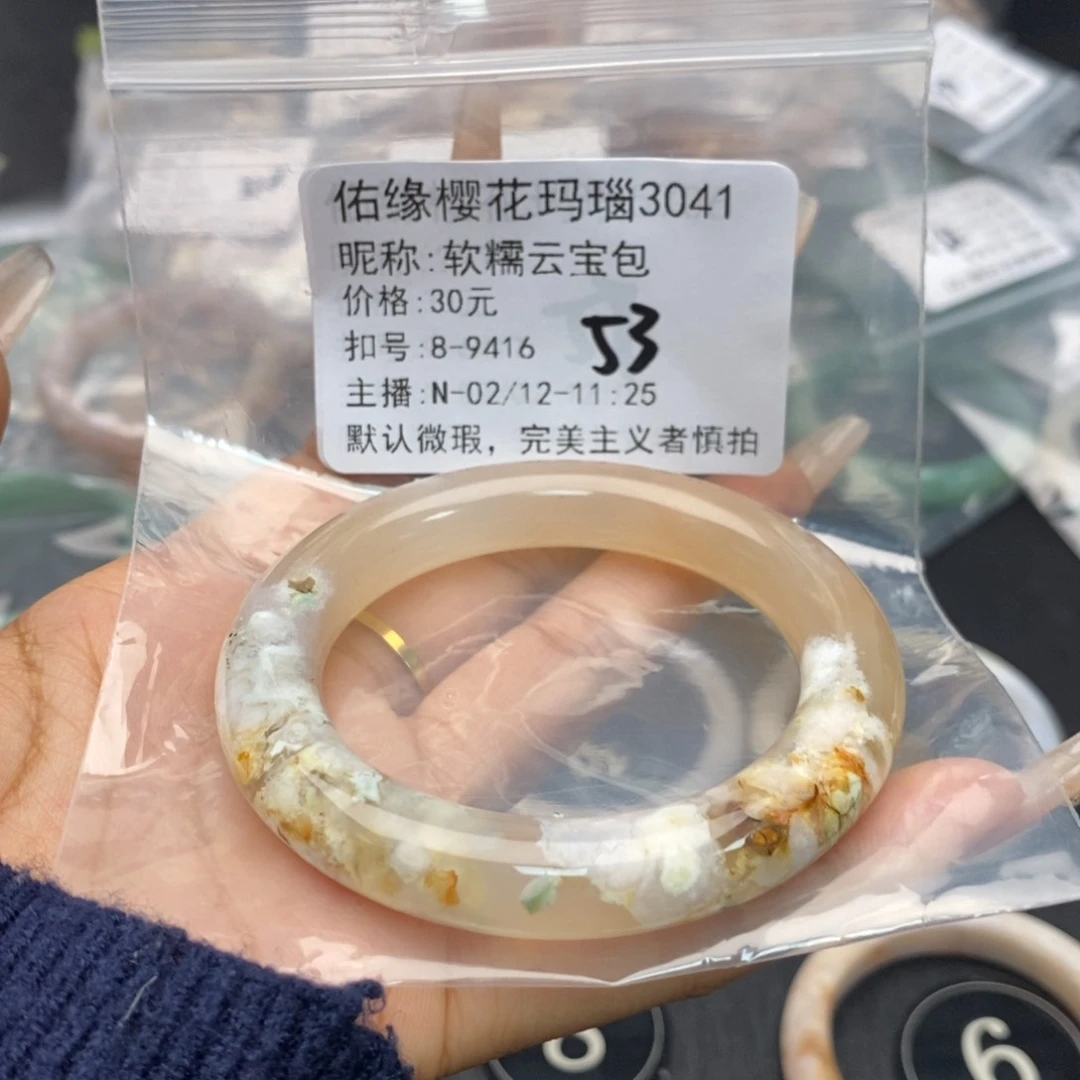 佑缘樱花玛瑙3041
昵称:软糯云宝包
价格:30元
53
扣号:8-9416
主播:N-02/12-11:25
默认微瑕，完美主义者慎拍
6